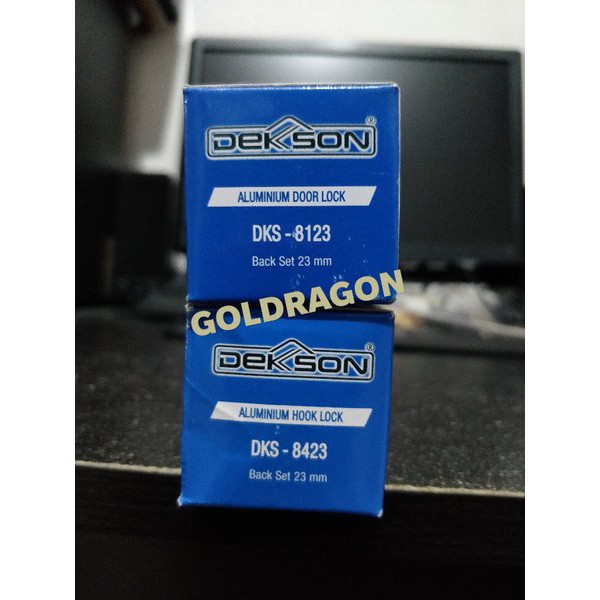 DEKSON
ALUMINIUM DOOR LOCK
DKS - 8123
Back Set 23 mm
GOLDRAGON
DEKSON
ALUMINIUM HOOK LOCK
DKS - 8423
Back Set 23 mm